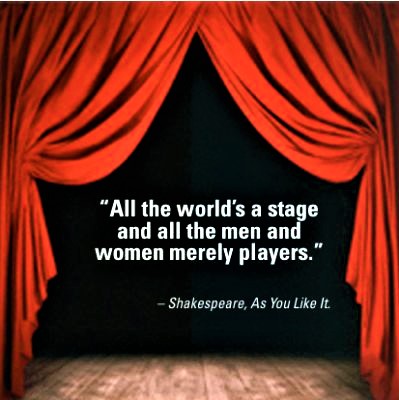 “All the world’s a stage
and all the men and
women merely players.”
– Shakespeare, As You Like It.